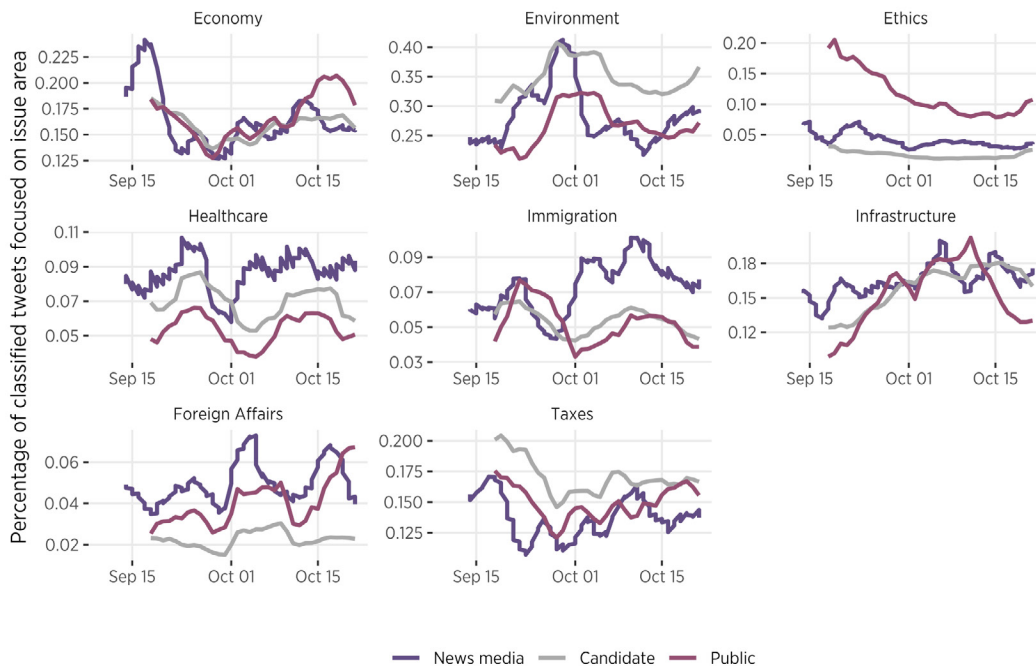 Percentage of classified tweets focused on issue area
Economy
0.225
0.200
0.175
0.150
0.125
Sep 15 Oct 01 Oct 15
Environment
0.40
0.35
0.30
0.25
Sep 15 Oct 01 Oct 15
Ethics
0.20
0.15
0.10
0.05
Sep 15 Oct 01 Oct 15
Healthcare
0.11
0.09
0.07
0.05
Sep 15 Oct 01 Oct 15
Immigration
0.09
0.07
0.05
0.03
Sep 15 Oct 01 Oct 15
Infrastructure
0.18
0.15
0.12
Sep 15 Oct 01 Oct 15
Foreign Affairs
0.06
0.04
0.02
Sep 15 Oct 01 Oct 15
Taxes
0.200
0.175
0.150
0.125
Sep 15 Oct 01 Oct 15
News media Candidate Public